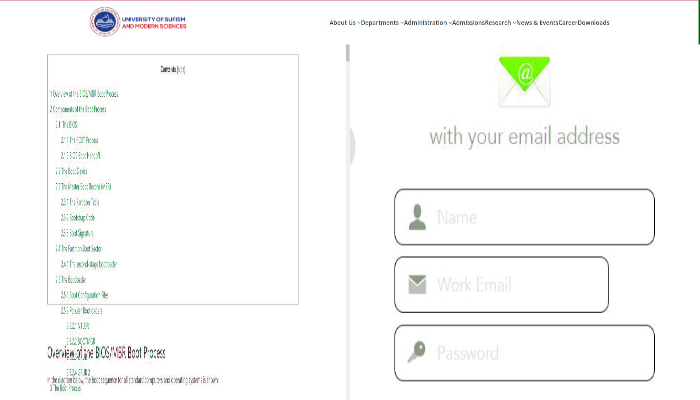 UNIVERSITY OF SUFISM
AND MODERN SCIENCES
About Us Departments Administration AdmissionsResearch News & EventsCareerDownloads
Contents
1 Overview of the BIOS/MBR Boot Process
2 Components of the Boot Process
2.1 The BIOS
2.1.1 The POST Process
2.1.2 BIOS Boot Handoff
2.2 The Boot Device
2.3 The Master Boot Record (MBR)
2.3.1 The Partition Table
2.3.2 Bootstrap Code
2.3.3 Boot Signature
2.4 The Partition Boot Sector
2.4.1 The second-stage bootloader
2.5 The Bootloader
2.5.1 Boot Configuration Files
2.5.2 Popular Bootloaders
2.5.2.1 NTLDR
2.5.2.2 BOOTMGR
Overview of the BIOS/MBR Boot Process
2.5.2.4 GRUB 2
In the diagram below, the boot sequence for all standard computers and operating systems is shown:
3 The Boot Process
@
with your email address
Name
Work Email
Password